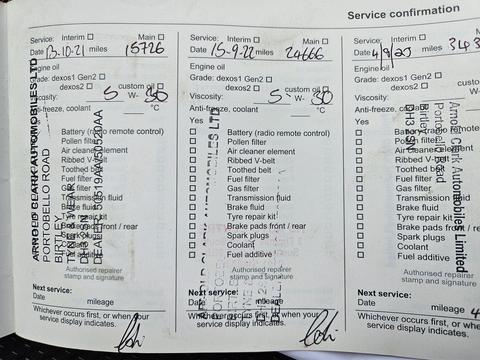 Service confirmation
Service: Interim ☐ Main ☐
Date 13-10-21 miles 15726
Engine oil
Grade: dexos1 Gen2 ☐
dexos2 ☐ custom oil ☐
Viscosity: 5 W- 30
Anti-freeze, coolant °C
Yes
Battery (radio remote control)
Pollen filter
Air cleaner element
Ribbed V-belt
Toothed belt
Fuel filter
Gas filter
Transmission fluid
Brake fluid
Tyre repair kit
Brake pads front / rear
Spark plugs
Coolant
Fuel additive
Authorised repairer
stamp and signature
ARNOLD CLARK AUTOMOBILES LTD
PORTOBELLO ROAD
BIRTLEY
Next service:
Date mileage
Whichever occurs first, or when your
service display indicates.
Service: Interim ☐ Main ☐
Date 15-9-22 miles 24666
Engine oil
Grade: dexos1 Gen2 ☐
dexos2 ☐ custom oil ☐
Viscosity: 5 W- 30
Anti-freeze, coolant °C
Yes
☐ Battery (radio remote control)
☐ Pollen filter
☐ Air cleaner element
☐ Ribbed V-belt
☐ Toothed belt
☐ Fuel filter
☐ Gas filter
☐ Transmission fluid
☐ Brake fluid
☐ Tyre repair kit
☐ Brake pads front / rear
☐ Spark plugs
☐ Coolant
☐ Fuel additive
Authorised repairer
stamp and signature
Next service:
Date mileage
Whichever occurs first, or when your
service display indicates.
Service: Interim ☐
Date 4/9/23 miles 343
Engine oil
Grade: dexos1 Gen2 ☐
dexos2 ☐ custom
Viscosity: W-
Anti-freeze, coolant
Yes
☐ Battery (radio remote
☐ Pollen filter
☐ Air cleaner element
☐ Ribbed V-belt
☐ Toothed belt
☐ Fuel filter
☐ Gas filter
☐ Transmission fluid
☐ Brake fluid
☐ Tyre repair kit
☐ Brake pads front /
☐ Spark plugs
☐ Coolant
☐ Fuel additive
Authorised repairer
stamp and signature
Arnold Clark Automobiles Limited
Portobello Road
Birtley
Next service:
Date mileage
Whichever occurs first, or
service display indicates.